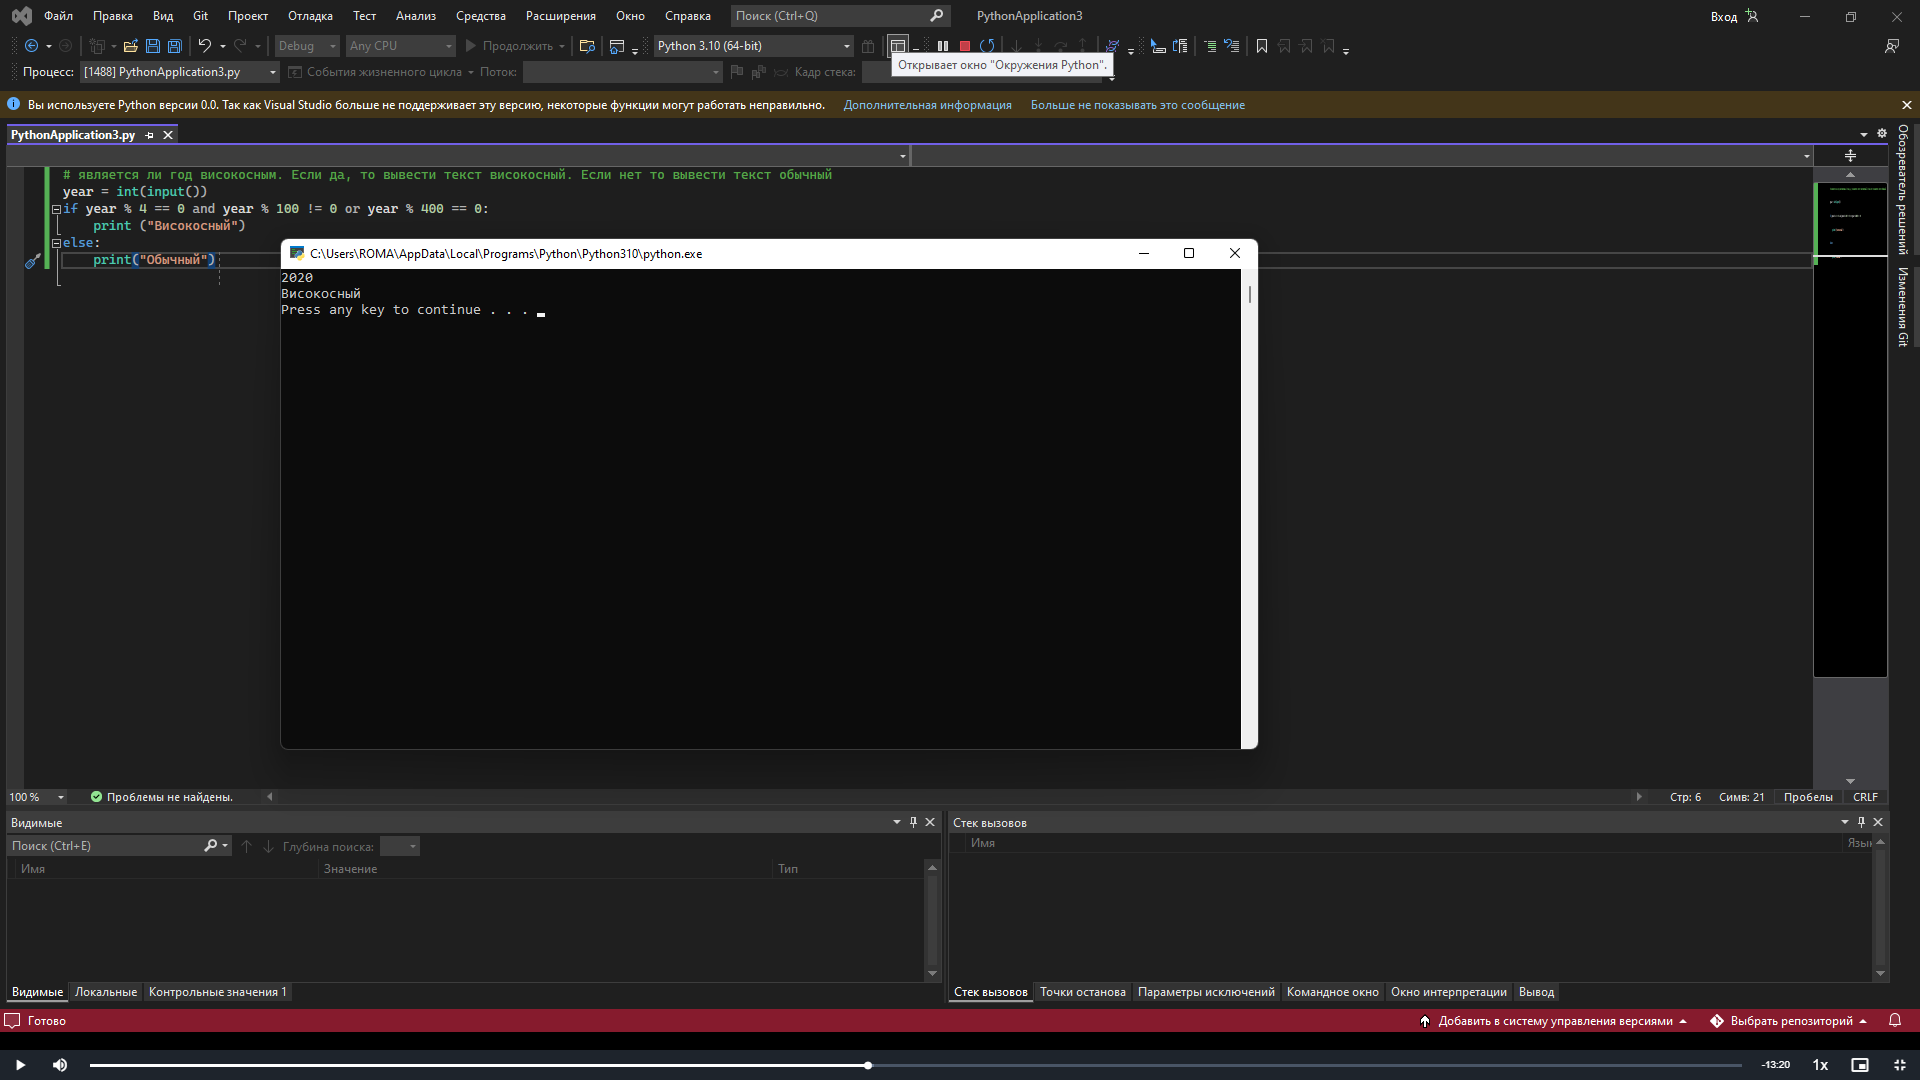 Файл Правка Вид Git Проект Отладка Тест Анализ Средства Расширения Окно Справка Поиск (Ctrl+Q) PythonApplication3 Вход
Debug Any CPU Продолжить Python 3.10 (64-bit)
Процесс: [1488] PythonApplication3.py События жизненного цикла Поток: Кадр стека:
Открывает окно "Окружения Python".
Вы используете Python версии 0.0. Так как Visual Studio больше не поддерживает эту версию, некоторые функции могут работать неправильно. Дополнительная информация Больше не показывать это сообщение
PythonApplication3.py
# является ли год високосным. Если да, то вывести текст високосный. Если нет то вывести текст обычный
year = int(input())
if year % 4 == 0 and year % 100 != 0 or year % 400 == 0:
print ("Високосный")
else:
print("Обычный")
C:\Users\ROMA\AppData\Local\Programs\Python\Python310\python.exe
2020
Високосный
Press any key to continue . . .
Обозреватель решений
Изменения Git
100 % Проблемы не найдены. Стр: 6 Симв: 21 Пробелы CRLF
Видимые
Поиск (Ctrl+E) Глубина поиска:
Имя Значение Тип
Видимые Локальные Контрольные значения 1
Стек вызовов
Имя Язык
Стек вызовов Точки останова Параметры исключений Командное окно Окно интерпретации Вывод
Готово Добавить в систему управления версиями Выбрать репозиторий
-13:20 1x